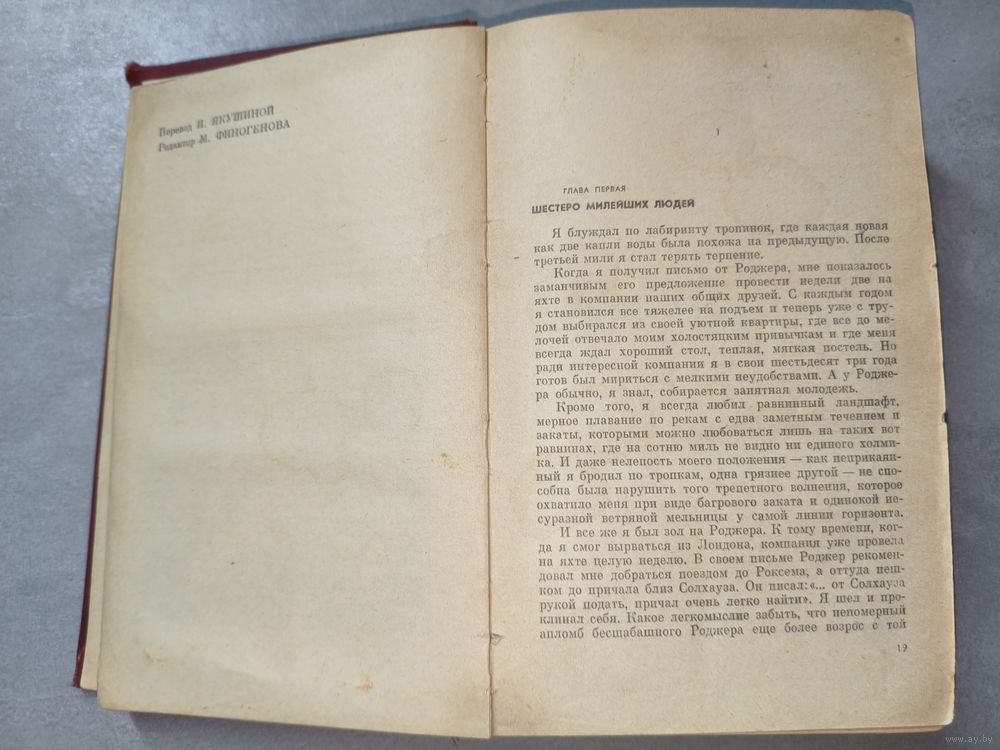 Перевод И. ЯКУШИНОЙ
Редактор М. ФИНОГЕНОВА
ГЛАВА ПЕРВАЯ
ШЕСТЕРО МИЛЕЙШИХ ЛЮДЕЙ
Я блуждал по лабиринту тропинок, где каждая новая
как две капли воды была похожа на предыдущую. После
третьей мили я стал терять терпение.
Когда я получил письмо от Роджера, мне показалось
заманчивым его предложение провести недели две на
яхте в компании наших общих друзей. С каждым годом
я становился все тяжелее на подъем и теперь уже с тру-
дом выбирался из своей уютной квартиры, где все до ме-
лочей отвечало моим холостяцким привычкам и где меня
всегда ждал хороший стол, теплая, мягкая постель. Но
ради интересной компании я в свои шестьдесят три года
готов был мириться с мелкими неудобствами. А у Родже-
ра обычно, я знал, собирается занятная молодежь.
Кроме того, я всегда любил равнинный ландшафт,
мерное плавание по рекам с едва заметным течением и
закаты, которыми можно любоваться лишь на таких вот
равнинах, где на сотню миль не видно ни единого холми-
ка. И даже нелепость моего положения — как неприкаян-
ный я бродил по тропкам, одна грязнее другой — не спо-
собна была нарушить того трепетного волнения, которое
охватило меня при виде багрового заката и одинокой не-
суразной ветряной мельницы у самой линии горизонта.
И все же я был зол на Роджера. К тому времени, ког-
да я смог вырваться из Лондона, компания уже провела
на яхте целую неделю. В своем письме Роджер рекомен-
довал мне добраться поездом до Роксема, а оттуда пеш-
ком до причала близ Солхауза. Он писал: «... от Солхауза
рукой подать, причал очень легко найти». Я шел и про-
клинал себя. Какое легкомыслие забыть, что непомерный
апломб бесшабашного Роджера еще более возрос с той
19
www.ay.by